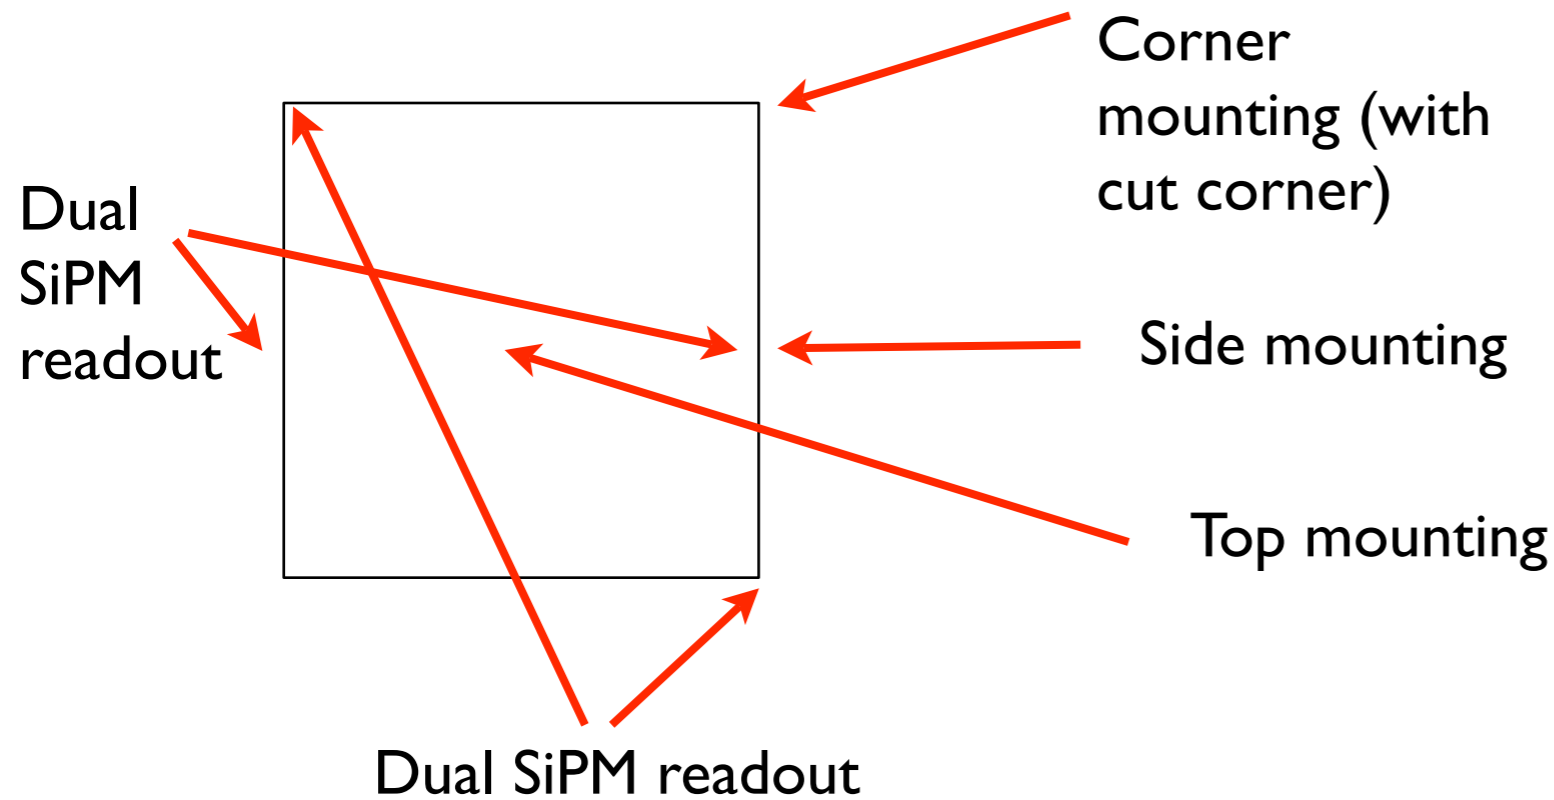 Corner
mounting (with
cut corner)
Dual
SiPM
readout
Side mounting
Top mounting
Dual SiPM readout